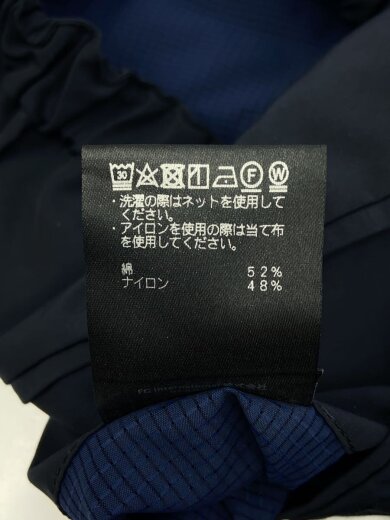 30 F W
・洗濯の際はネットを使用して
ください。
・アイロンを使用の際は当て布
を使用してください。
綿 52%
ナイロン 48%